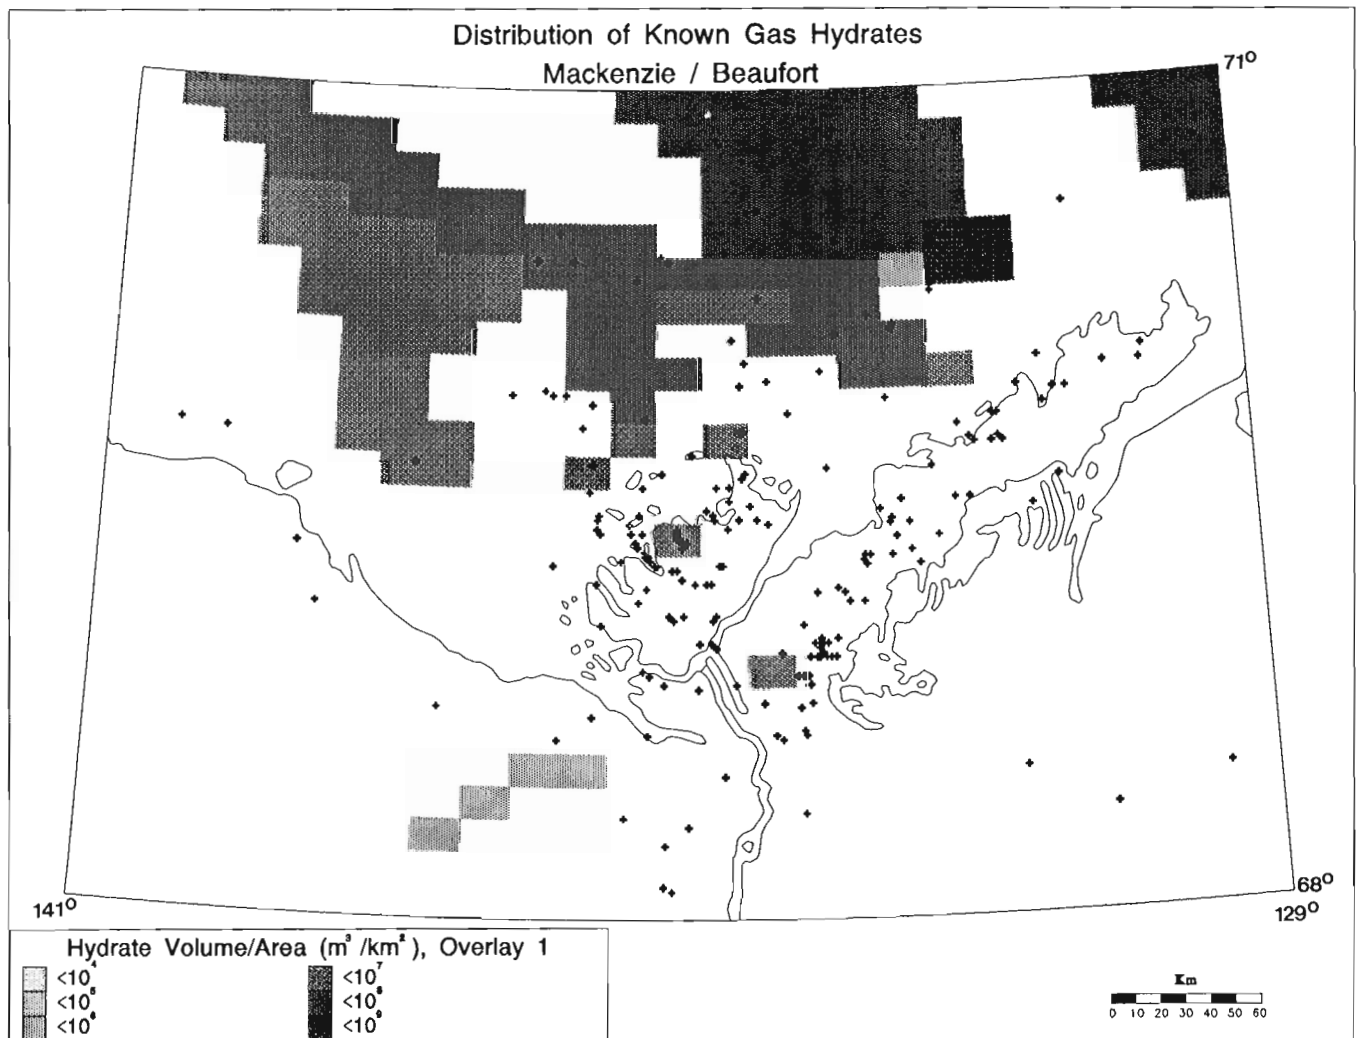 Distribution of Known Gas Hydrates
Mackenzie / Beaufort
71°
68°
141°
129°
Hydrate Volume/Area (m³/km²), Overlay 1
<10⁴
<10⁵
<10⁶
<10⁷
<10⁸
<10⁹
Km
0 10 20 30 40 50 60